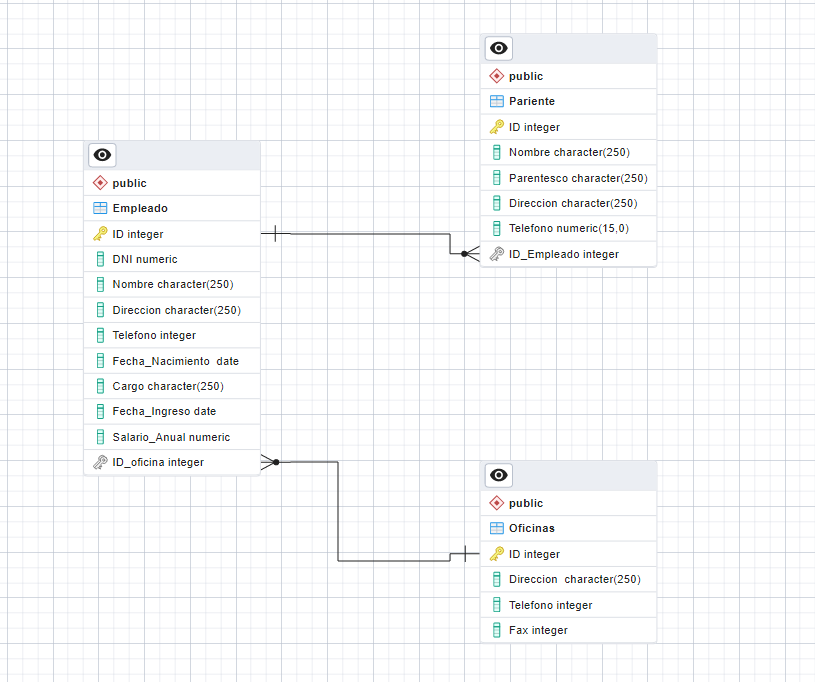 public
Pariente
ID integer
Nombre character(250)
Parentesco character(250)
Direccion character(250)
Telefono numeric(15,0)
ID_Empleado integer
public
Empleado
ID integer
DNI numeric
Nombre character(250)
Direccion character(250)
Telefono integer
Fecha_Nacimiento  date
Cargo character(250)
Fecha_Ingreso date
Salario_Anual numeric
ID_oficina integer
public
Oficinas
ID integer
Direccion  character(250)
Telefono integer
Fax integer